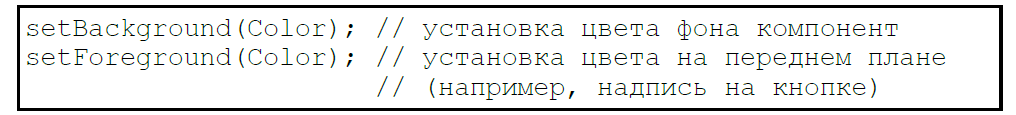 setBackground(Color); // установка цвета фона компонент
setForeground(Color); // установка цвета на переднем плане
// (например, надпись на кнопке)